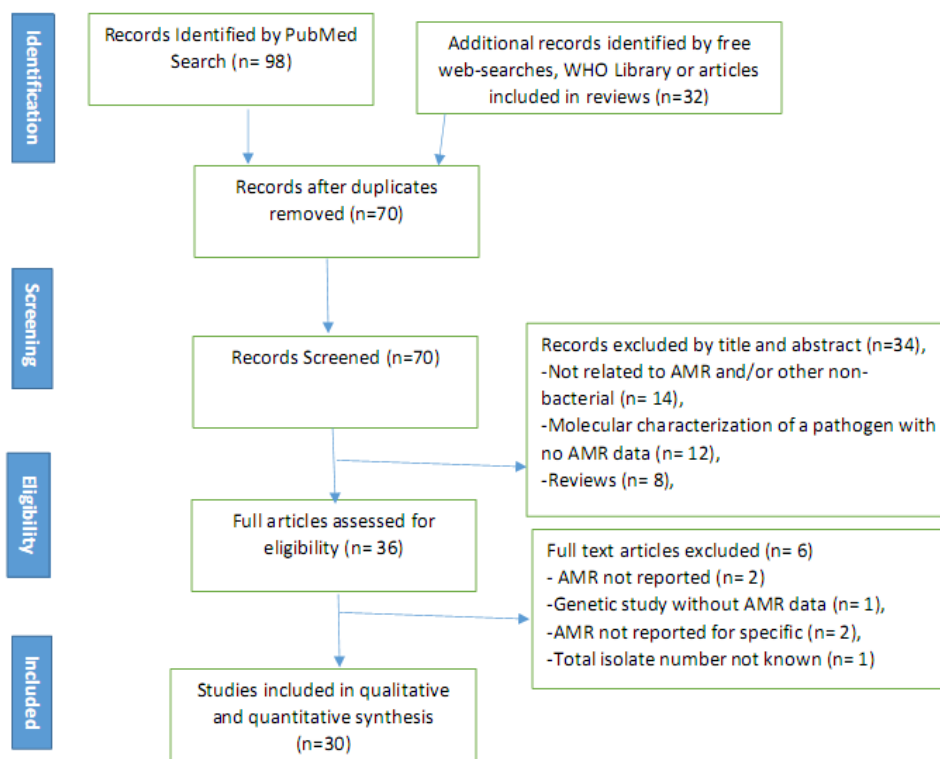 Identification
Records Identified by PubMed
Search (n= 98)
Additional records identified by free
web-searches, WHO Library or articles
included in reviews (n=32)
Records after duplicates
removed (n=70)
Screening
Records Screened (n=70)
Records excluded by title and abstract (n=34),
-Not related to AMR and/or other non-
bacterial (n= 14),
-Molecular characterization of a pathogen with
no AMR data (n= 12),
-Reviews (n= 8),
Eligibility
Full articles assessed for
eligibility (n= 36)
Full text articles excluded (n= 6)
- AMR not reported (n= 2)
-Genetic study without AMR data (n= 1),
-AMR not reported for specific (n= 2),
-Total isolate number not known (n= 1)
Included
Studies included in qualitative
and quantitative synthesis
(n=30)